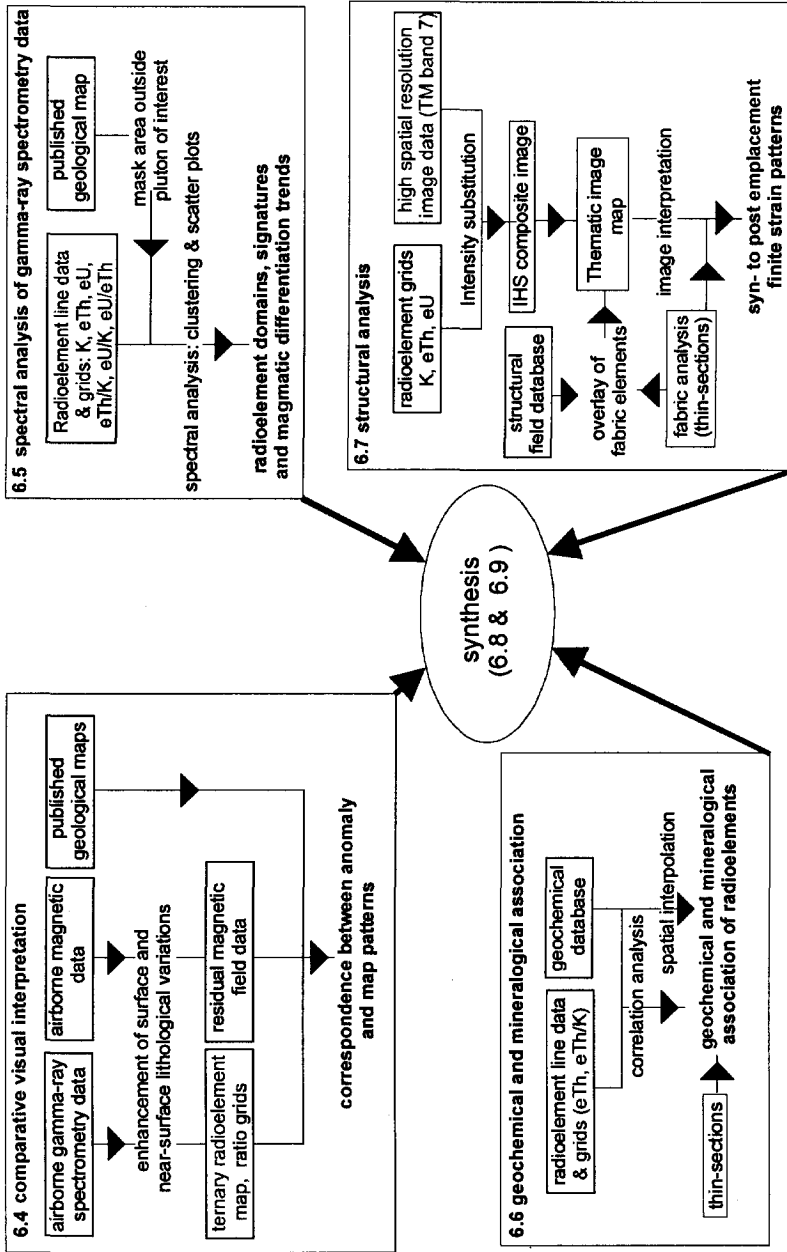 6.4 comparative visual interpretation
airborne gamma-ray
spectrometry data
airborne magnetic
data
published
geological maps
enhancement of surface and
near-surface lithological variations
ternary radioelement
map, ratio grids
residual magnetic
field data
correspondence between anomaly
and map patterns
6.5 spectral analysis of gamma-ray spectrometry data
Radioelement line data
& grids: K, eTh, eU,
eTh/K, eU/K, eU/eTh
published
geological map
mask area outside
pluton of interest
spectral analysis: clustering & scatter plots
radioelement domains, signatures
and magmatic differentiation trends
synthesis
(6.8 & 6.9 )
6.6 geochemical and mineralogical association
radioelement line data
& grids (eTh, eTh/K)
geochemical
database
correlation analysis
spatial interpolation
thin-sections
geochemical and mineralogical
association of radioelements
6.7 structural analysis
radioelement grids
K, eTh, eU
high spatial resolution
image data (TM band 7)
Intensity substitution
IHS composite image
structural
field database
overlay of
fabric elements
Thematic image
map
fabric analysis
(thin-sections)
image interpretation
syn- to post emplacement
finite strain patterns